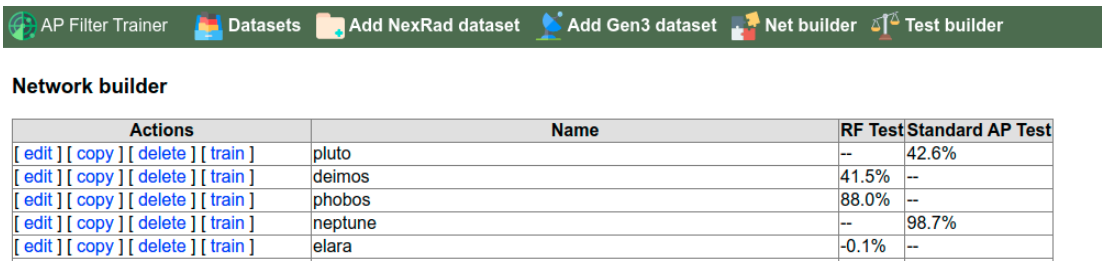 AP Filter Trainer Datasets Add NexRad dataset Add Gen3 dataset Net builder Test builder
Network builder
Actions Name RF Test Standard AP Test
[ edit ] [ copy ] [ delete ] [ train ] pluto -- 42.6%
[ edit ] [ copy ] [ delete ] [ train ] deimos 41.5% --
[ edit ] [ copy ] [ delete ] [ train ] phobos 88.0% --
[ edit ] [ copy ] [ delete ] [ train ] neptune -- 98.7%
[ edit ] [ copy ] [ delete ] [ train ] elara -0.1% --